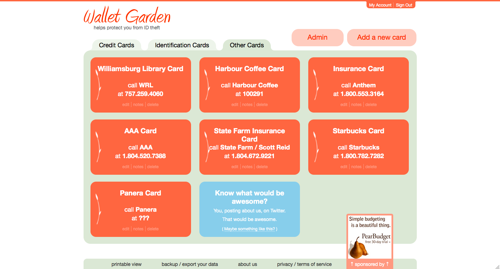 My Account | Sign Out
Wallet Garden
helps protect you from ID theft
Admin
Add a new card
Credit Cards
Identification Cards
Other Cards
Williamsburg Library Card
call WRL
at 757.259.4060
edit | notes | delete
Harbour Coffee Card
call Harbour Coffee
at 100291
edit | notes | delete
Insurance Card
call Anthem
at 1.800.553.3164
edit | notes | delete
AAA Card
call AAA
at 1.804.520.7388
edit | notes | delete
State Farm Insurance
Card
call State Farm / Scott Reid
at 1.804.672.9221
edit | notes | delete
Starbucks Card
call Starbucks
at 1.800.782.7292
edit | notes | delete
Panera Card
call Panera
at ???
edit | notes | delete
Know what would be
awesome?
You, posting about us, on Twitter.
That would be awesome.
( Maybe something like this? )
Simple budgeting
is a beautiful thing.
PearBudget
↑ sponsored by ↑
printable view
backup / export your data
about us
privacy / terms of service